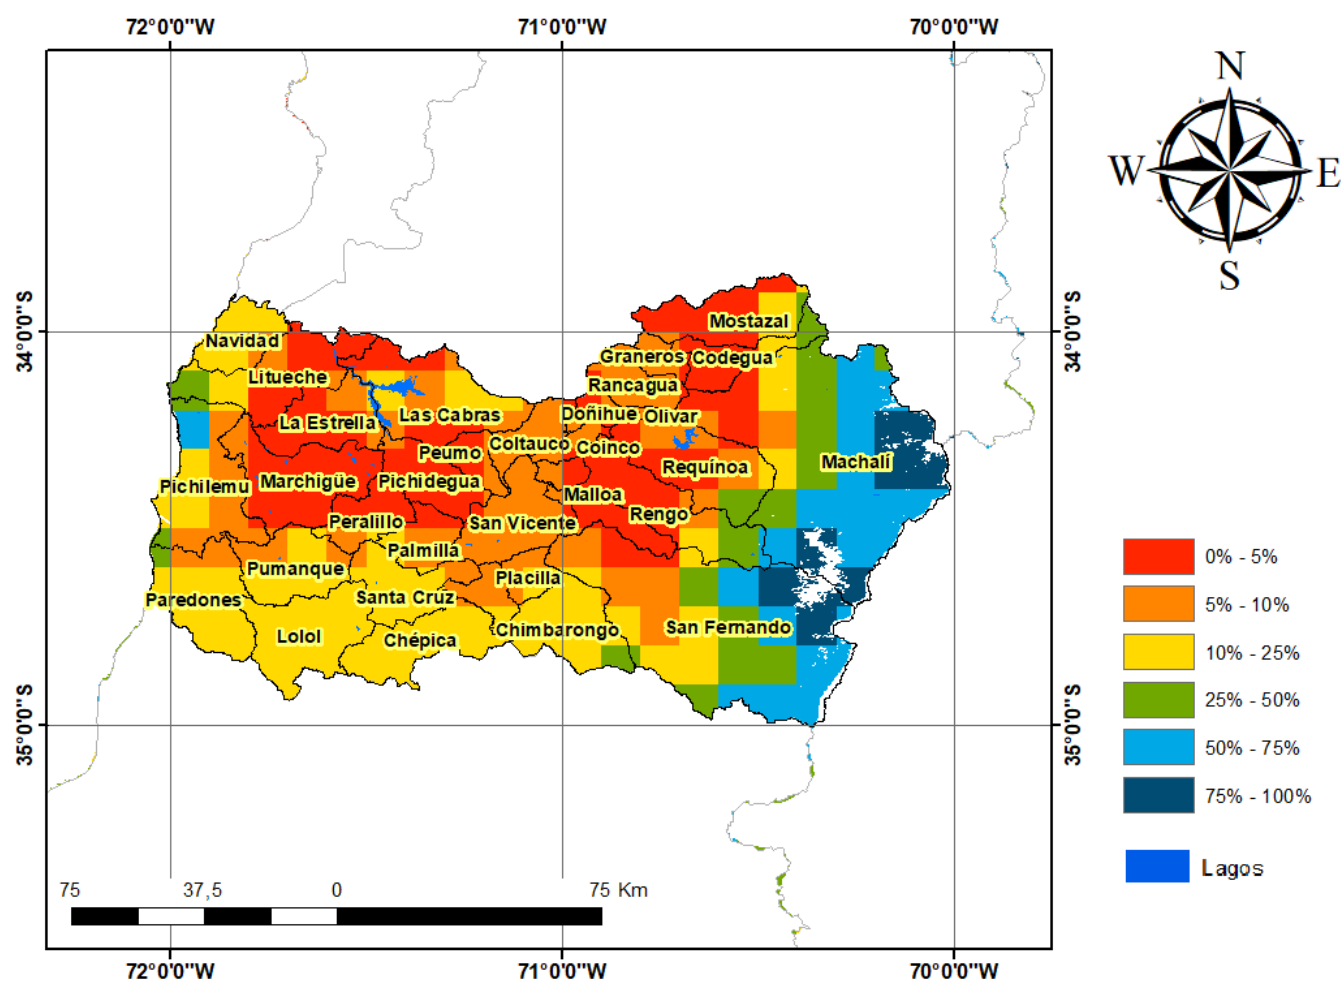 72°0'0"W 71°0'0"W 70°0'0"W
N
W E
S
34°0'0"S
34°0'0"S
Mostazal
Navidad
Graneros Codegua
Litueche
Rancagua
La Estrella Las Cabras Doñihue Olivar
Coltauco Coinco
Peumo
Requínoa Machalí
Pichilemu Marchigüe Pichidegua
Malloa
Peralillo San Vicente Rengo
Palmilla
Pumanque Placilla
Paredones Santa Cruz
Lolol Chépica Chimbarongo San Fernando
35°0'0"S
35°0'0"S
0% - 5%
5% - 10%
10% - 25%
25% - 50%
50% - 75%
75% - 100%
Lagos
75 37,5 0 75 Km
72°0'0"W 71°0'0"W 70°0'0"W